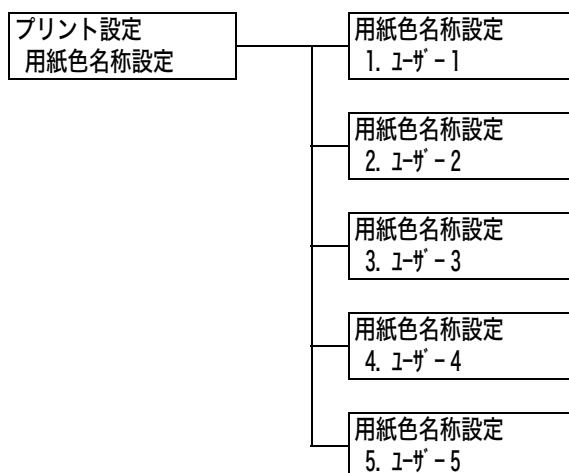 プリント設定
用紙色名称設定
用紙色名称設定
1. ﾕｰｻﾞｰ1
用紙色名称設定
2. ﾕｰｻﾞｰ2
用紙色名称設定
3. ﾕｰｻﾞｰ3
用紙色名称設定
4. ﾕｰｻﾞｰ4
用紙色名称設定
5. ﾕｰｻﾞｰ5